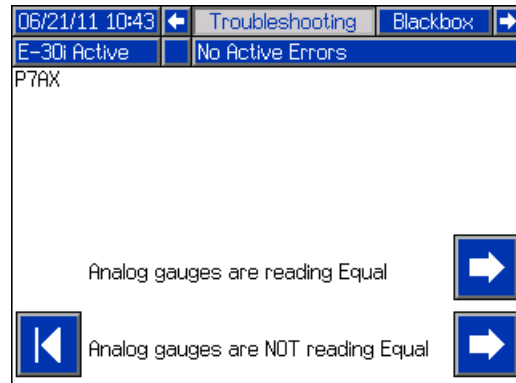 06/21/11 10:43 Troubleshooting Blackbox
E-30i Active No Active Errors
P7AX
Analog gauges are reading Equal
Analog gauges are NOT reading Equal